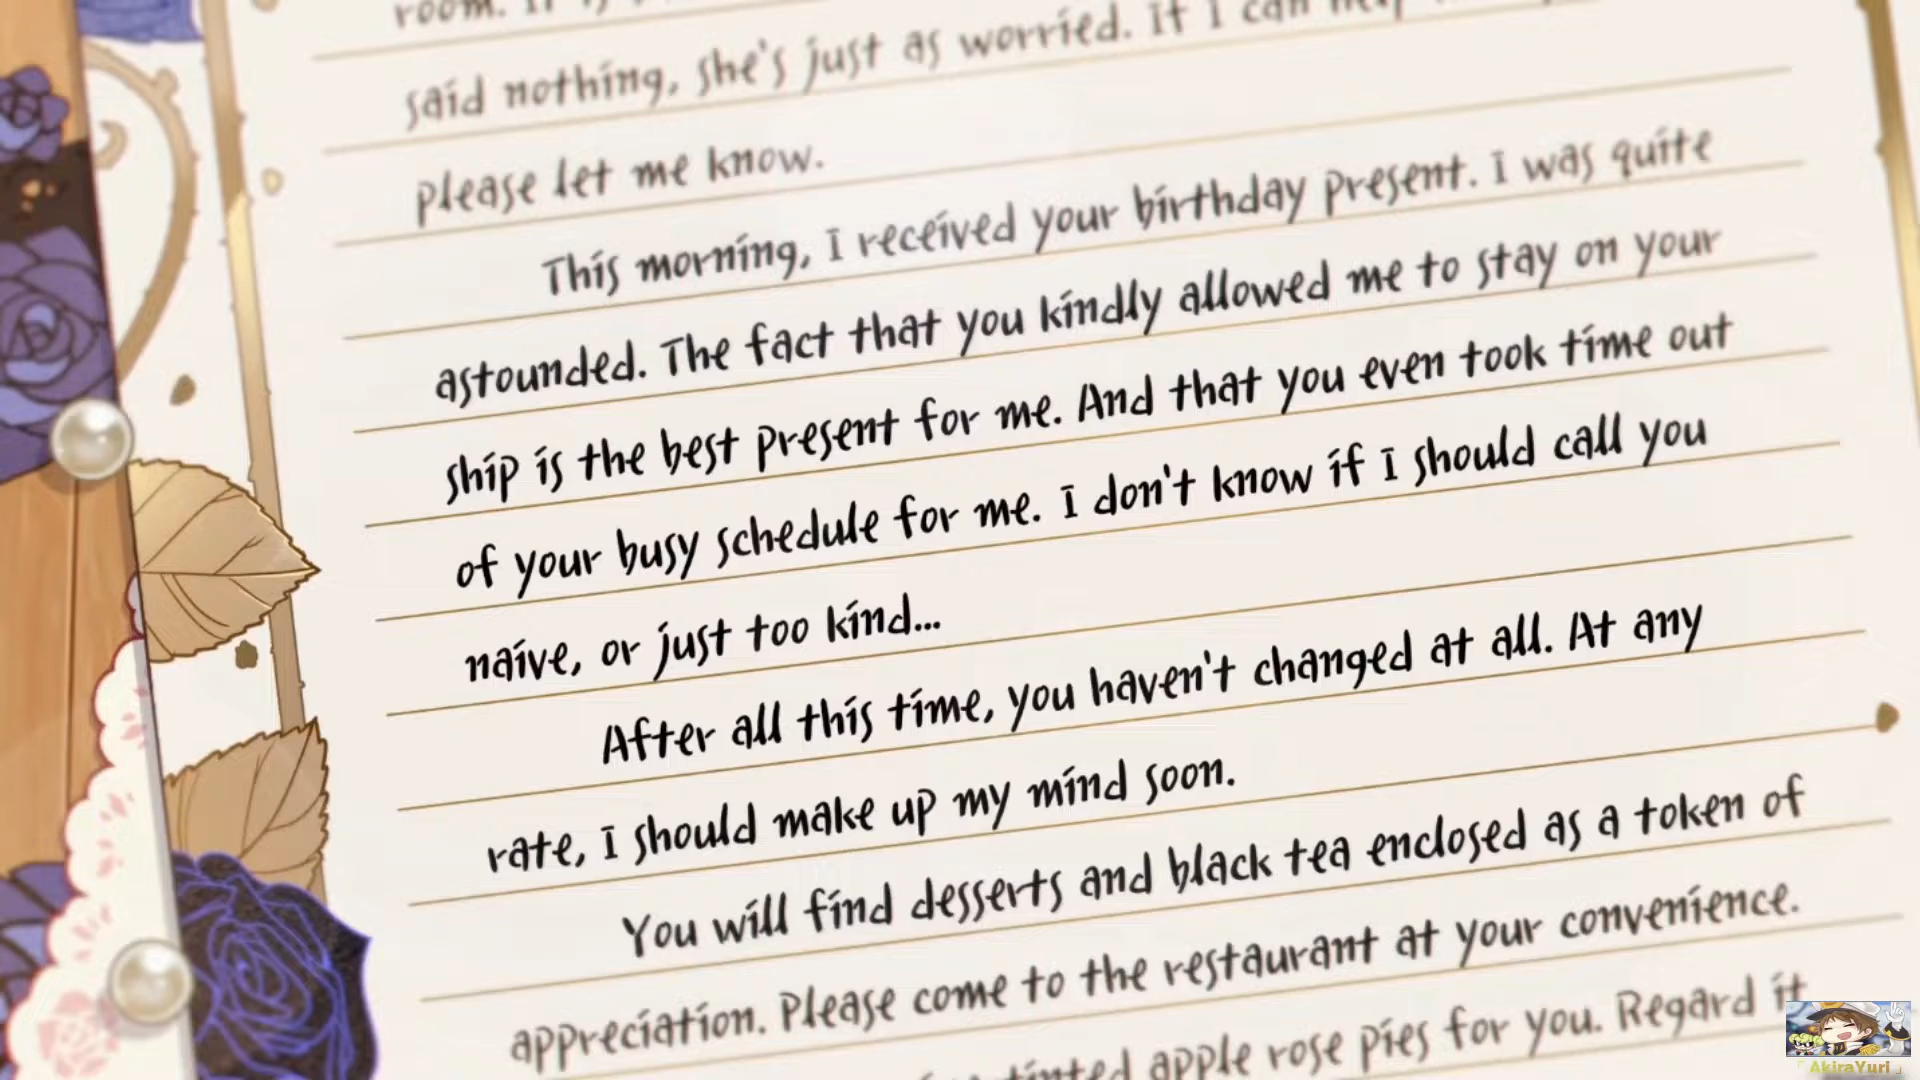 room. It is
said nothing, she's just as worried. If I can help
please let me know.
This morning, I received your birthday present. I was quite
astounded. The fact that you kindly allowed me to stay on your
ship is the best present for me. And that you even took time out
of your busy schedule for me. I don't know if I should call you
naive, or just too kind...
After all this time, you haven't changed at all. At any
rate, I should make up my mind soon.
You will find desserts and black tea enclosed as a token of
appreciation. Please come to the restaurant at your convenience.
tinted apple rose pies for you. Regard it
「AkiraYuri」